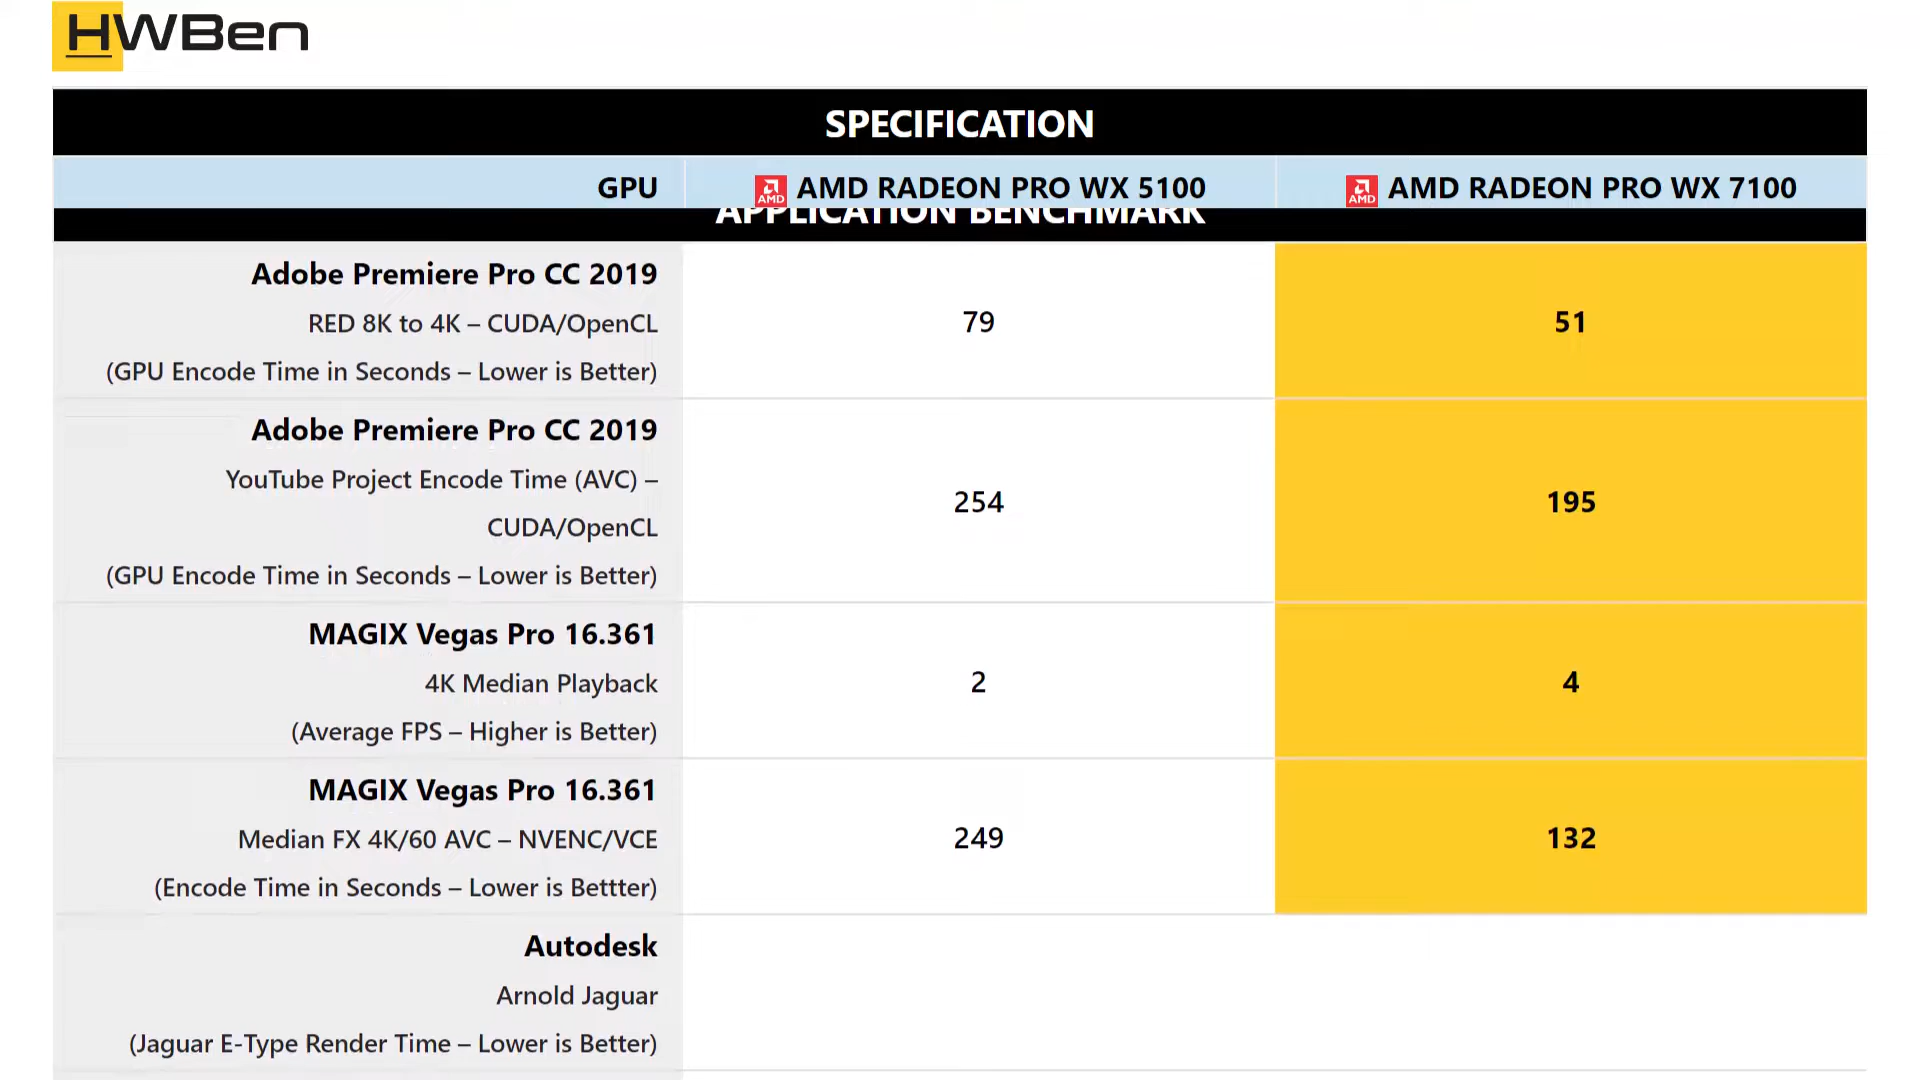 HWBen
SPECIFICATION
GPU AMD AMD RADEON PRO WX 5100 AMD AMD RADEON PRO WX 7100
APPLICATION BENCHMARK
Adobe Premiere Pro CC 2019
RED 8K to 4K – CUDA/OpenCL
(GPU Encode Time in Seconds – Lower is Better)
79
51
Adobe Premiere Pro CC 2019
YouTube Project Encode Time (AVC) –
CUDA/OpenCL
(GPU Encode Time in Seconds – Lower is Better)
254
195
MAGIX Vegas Pro 16.361
4K Median Playback
(Average FPS – Higher is Better)
2
4
MAGIX Vegas Pro 16.361
Median FX 4K/60 AVC – NVENC/VCE
(Encode Time in Seconds – Lower is Bettter)
249
132
Autodesk
Arnold Jaguar
(Jaguar E-Type Render Time – Lower is Better)